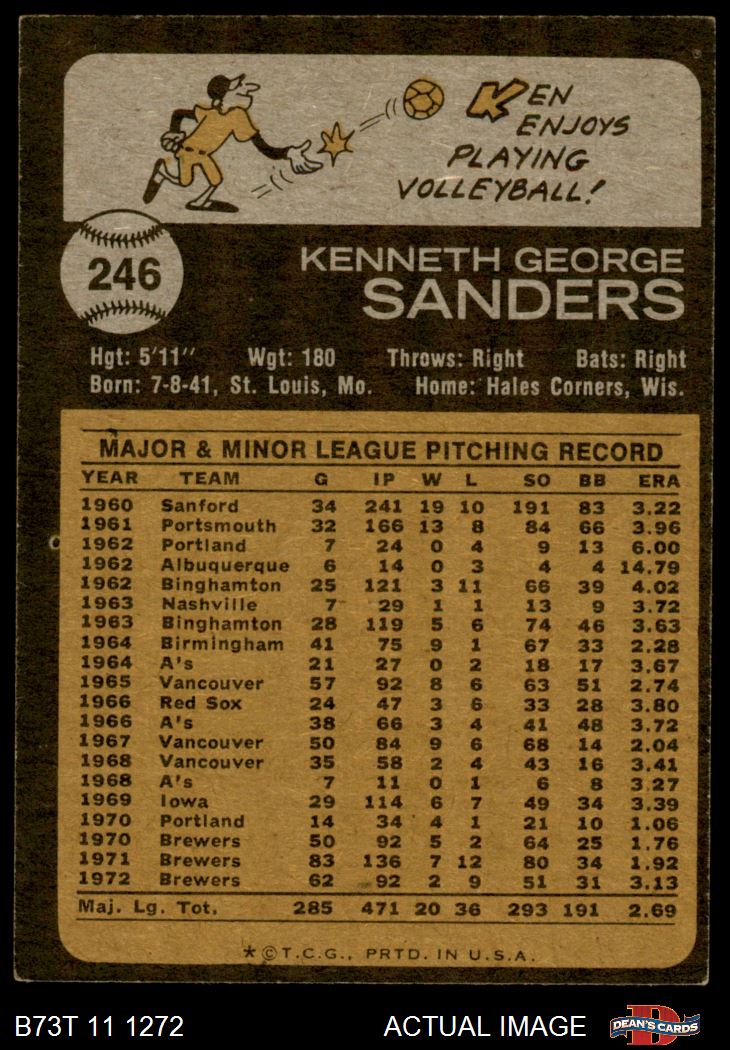 KEN
ENJOYS
PLAYING
VOLLEYBALL!
246
KENNETH GEORGE
SANDERS
Hgt: 5'11" Wgt: 180 Throws: Right Bats: Right
Born: 7-8-41, St. Louis, Mo. Home: Hales Corners, Wis.
MAJOR & MINOR LEAGUE PITCHING RECORD
YEAR TEAM G IP W L SO BB ERA
1960 Sanford 34 241 19 10 191 83 3.22
1961 Portsmouth 32 166 13 8 84 66 3.96
1962 Portland 7 24 0 4 9 13 6.00
1962 Albuquerque 6 14 0 3 4 4 14.79
1962 Binghamton 25 121 3 11 66 39 4.02
1963 Nashville 7 29 1 1 13 9 3.72
1963 Binghamton 28 119 5 6 74 46 3.63
1964 Birmingham 41 75 9 1 67 33 2.28
1964 A's 21 27 0 2 18 17 3.67
1965 Vancouver 57 92 8 6 63 51 2.74
1966 Red Sox 24 47 3 6 33 28 3.80
1966 A's 38 66 3 4 41 48 3.72
1967 Vancouver 50 84 9 6 68 14 2.04
1968 Vancouver 35 58 2 4 43 16 3.41
1968 A's 7 11 0 1 6 8 3.27
1969 Iowa 29 114 6 7 49 34 3.39
1970 Portland 14 34 4 1 21 10 1.06
1970 Brewers 50 92 5 2 64 25 1.76
1971 Brewers 83 136 7 12 80 34 1.92
1972 Brewers 62 92 2 9 51 31 3.13
Maj. Lg. Tot. 285 471 20 36 293 191 2.69
*©T.C.G., PRTD. IN U.S.A.
B73T 11 1272 ACTUAL IMAGE D DEAN'S CARDS